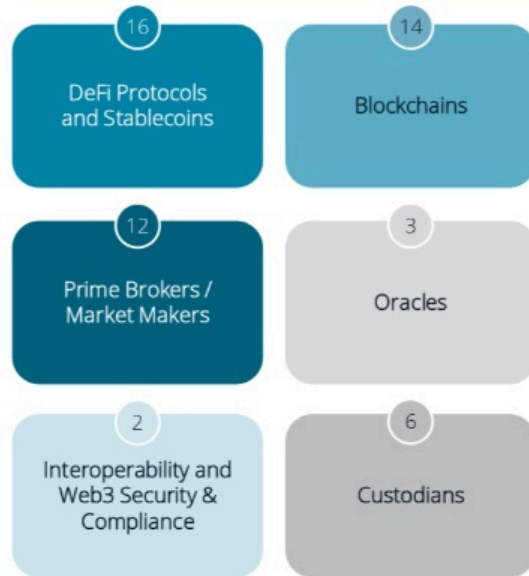 16
DeFi Protocols
and Stablecoins
14
Blockchains
12
Prime Brokers /
Market Makers
3
Oracles
2
Interoperability and
Web3 Security &
Compliance
6
Custodians